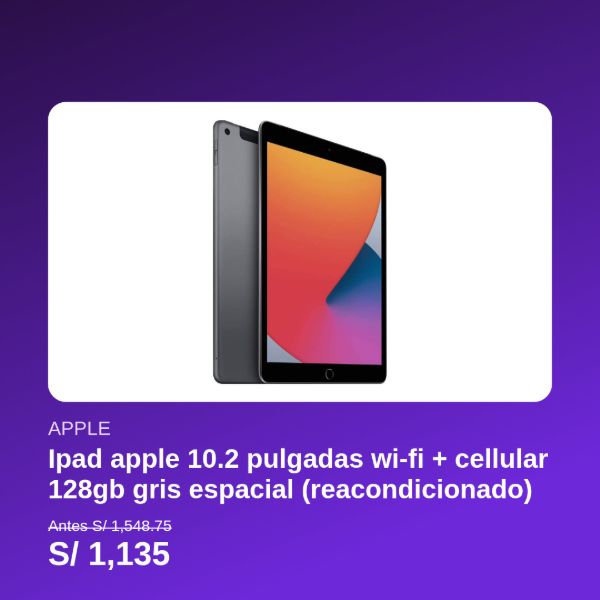 APPLE
Ipad apple 10.2 pulgadas wi-fi + cellular
128gb gris espacial (reacondicionado)
Antes S/ 1,548.75
S/ 1,135